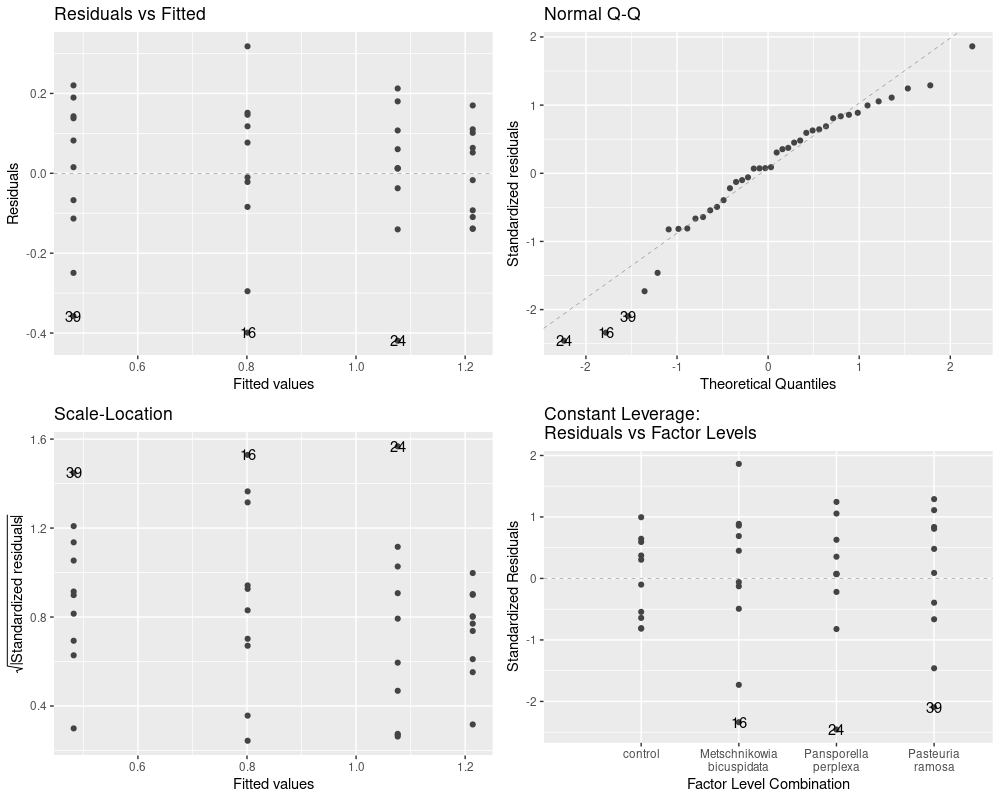 Residuals vs Fitted
Residuals
0.2
0.0
-0.2
-0.4
39
16
24
0.6
0.8
1.0
1.2
Fitted values
Normal Q-Q
Standardized residuals
2
1
0
-1
-2
24
16
39
-2
-1
0
1
2
Theoretical Quantiles
Scale-Location
√|Standardized residuals|
1.6
1.2
0.8
0.4
39
16
24
0.6
0.8
1.0
1.2
Fitted values
Constant Leverage:
Residuals vs Factor Levels
Standardized Residuals
2
1
0
-1
-2
16
24
39
control
Metschnikowia
bicuspidata
Pansporella
perplexa
Pasteuria
ramosa
Factor Level Combination